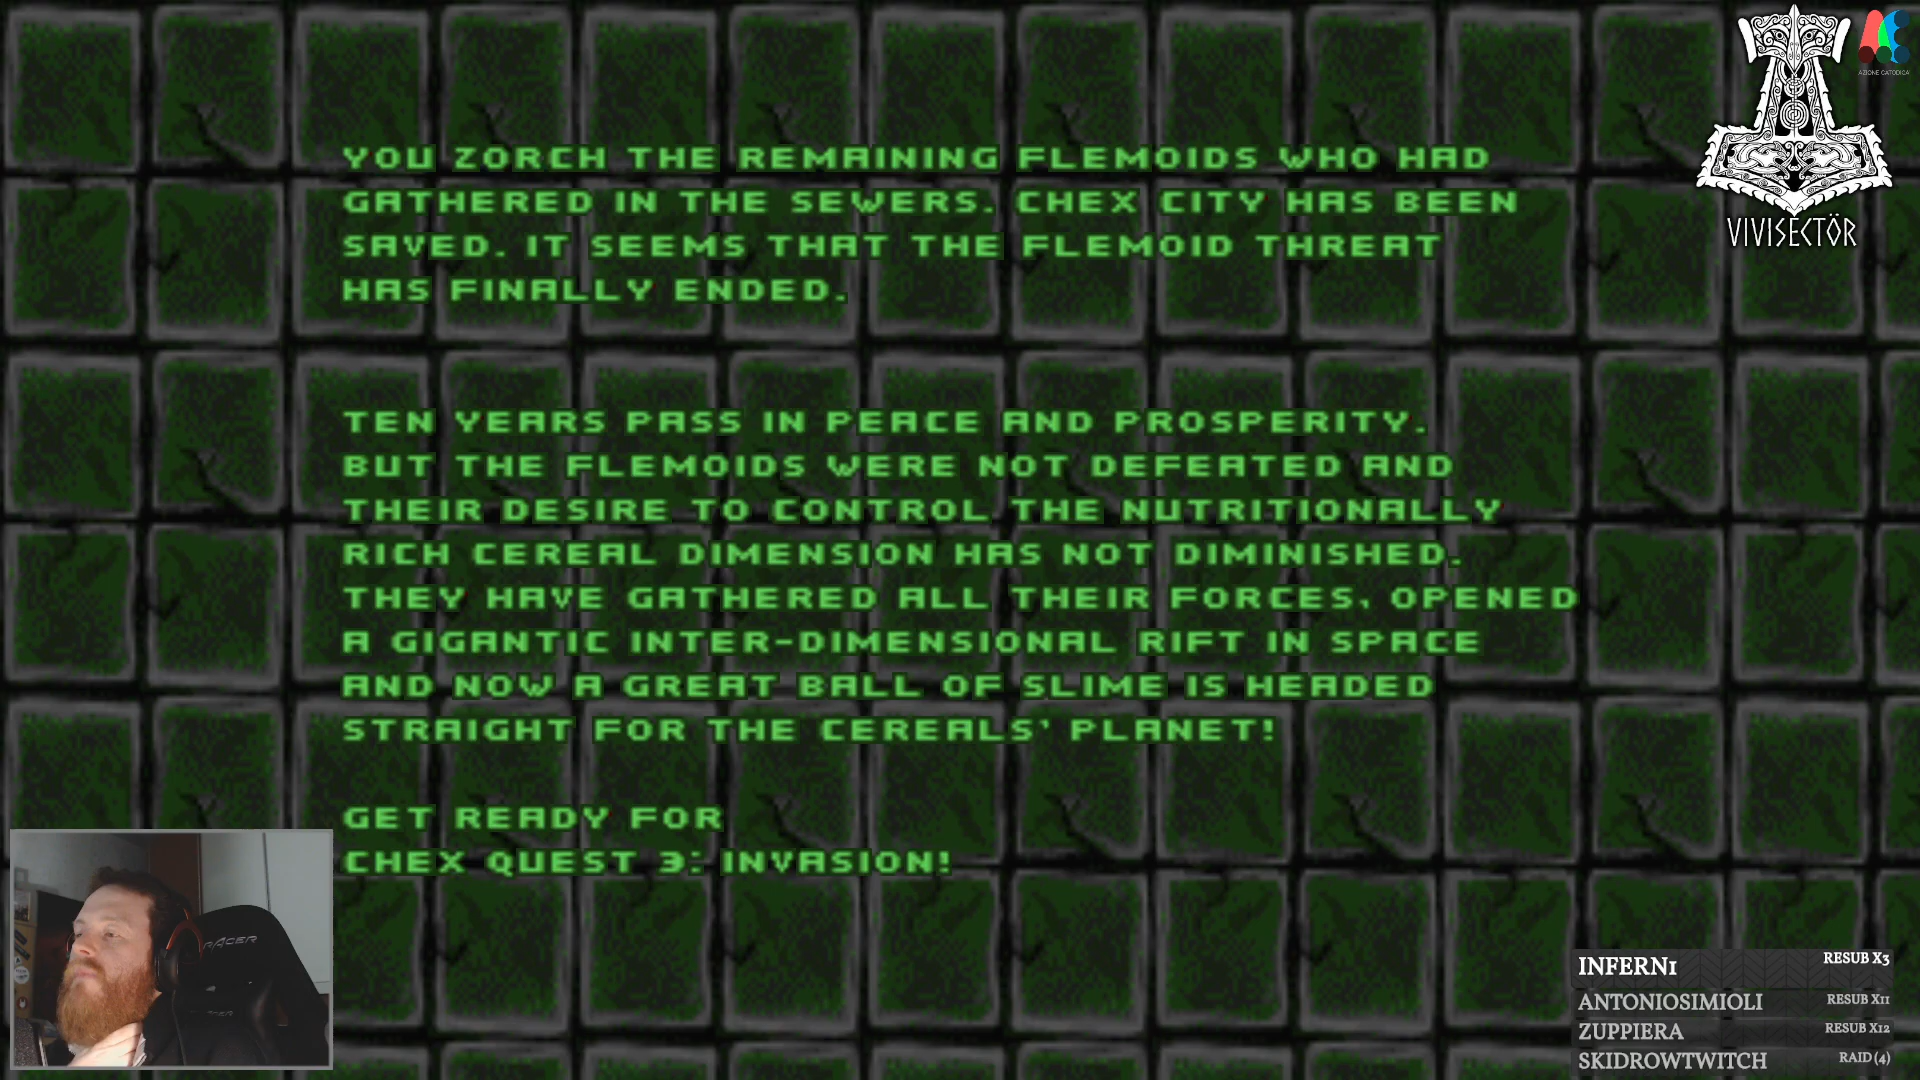 YOU ZORCH THE REMAINING FLEMOIDS WHO HAD
GATHERED IN THE SEWERS. CHEX CITY HAS BEEN
SAVED. IT SEEMS THAT THE FLEMOID THREAT
HAS FINALLY ENDED.
TEN YEARS PASS IN PEACE AND PROSPERITY.
BUT THE FLEMOIDS WERE NOT DEFEATED AND
THEIR DESIRE TO CONTROL THE NUTRITIONALLY
RICH CEREAL DIMENSION HAS NOT DIMINISHED.
THEY HAVE GATHERED ALL THEIR FORCES, OPENED
A GIGANTIC INTER-DIMENSIONAL RIFT IN SPACE
AND NOW A GREAT BALL OF SLIME IS HEADED
STRAIGHT FOR THE CEREALS' PLANET!
GET READY FOR
CHEX QUEST 3: INVASION!
AZIONE CATODICA
VIVISECTÖR
RACER
INFERN1 RESUB X3
ANTONIOSIMIOLI RESUB X11
ZUPPIERA RESUB X12
SKIDROWTWITCH RAID (4)